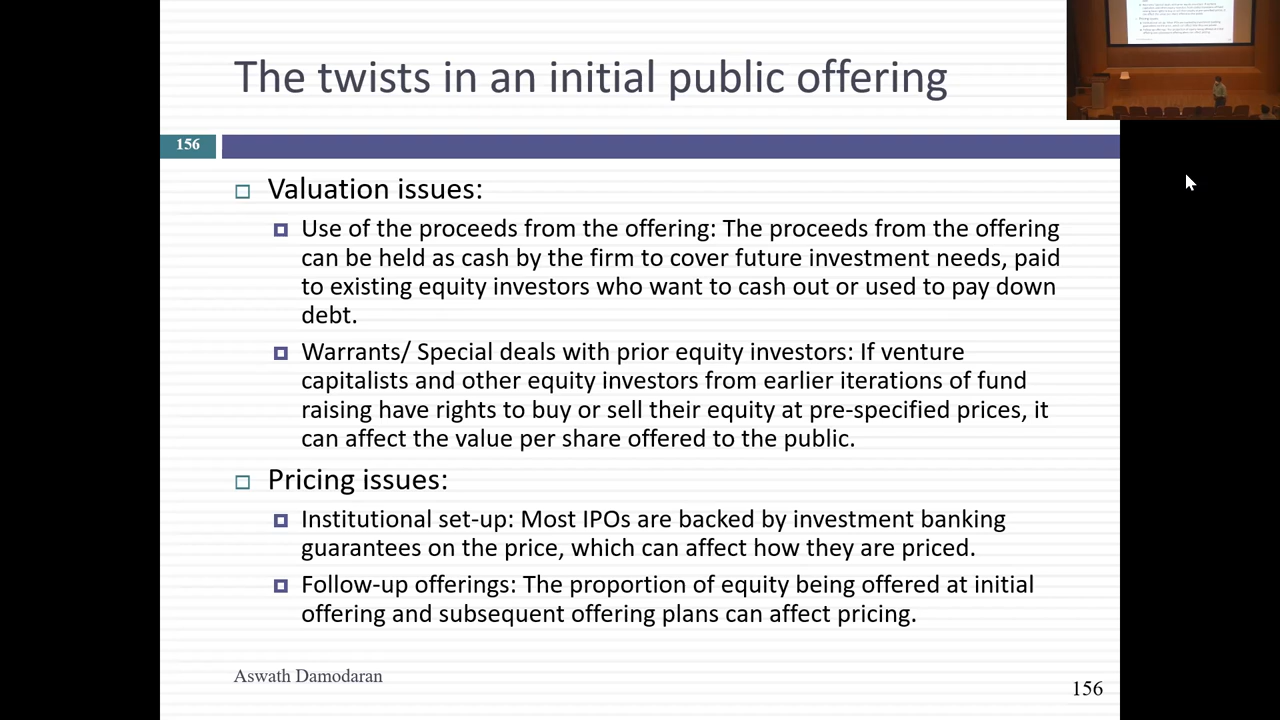 The twists in an initial public offering
156
Valuation issues:
Use of the proceeds from the offering: The proceeds from the offering
can be held as cash by the firm to cover future investment needs, paid
to existing equity investors who want to cash out or used to pay down
debt.
Warrants/ Special deals with prior equity investors: If venture
capitalists and other equity investors from earlier iterations of fund
raising have rights to buy or sell their equity at pre-specified prices, it
can affect the value per share offered to the public.
Pricing issues:
Institutional set-up: Most IPOs are backed by investment banking
guarantees on the price, which can affect how they are priced.
Follow-up offerings: The proportion of equity being offered at initial
offering and subsequent offering plans can affect pricing.
Aswath Damodaran
156